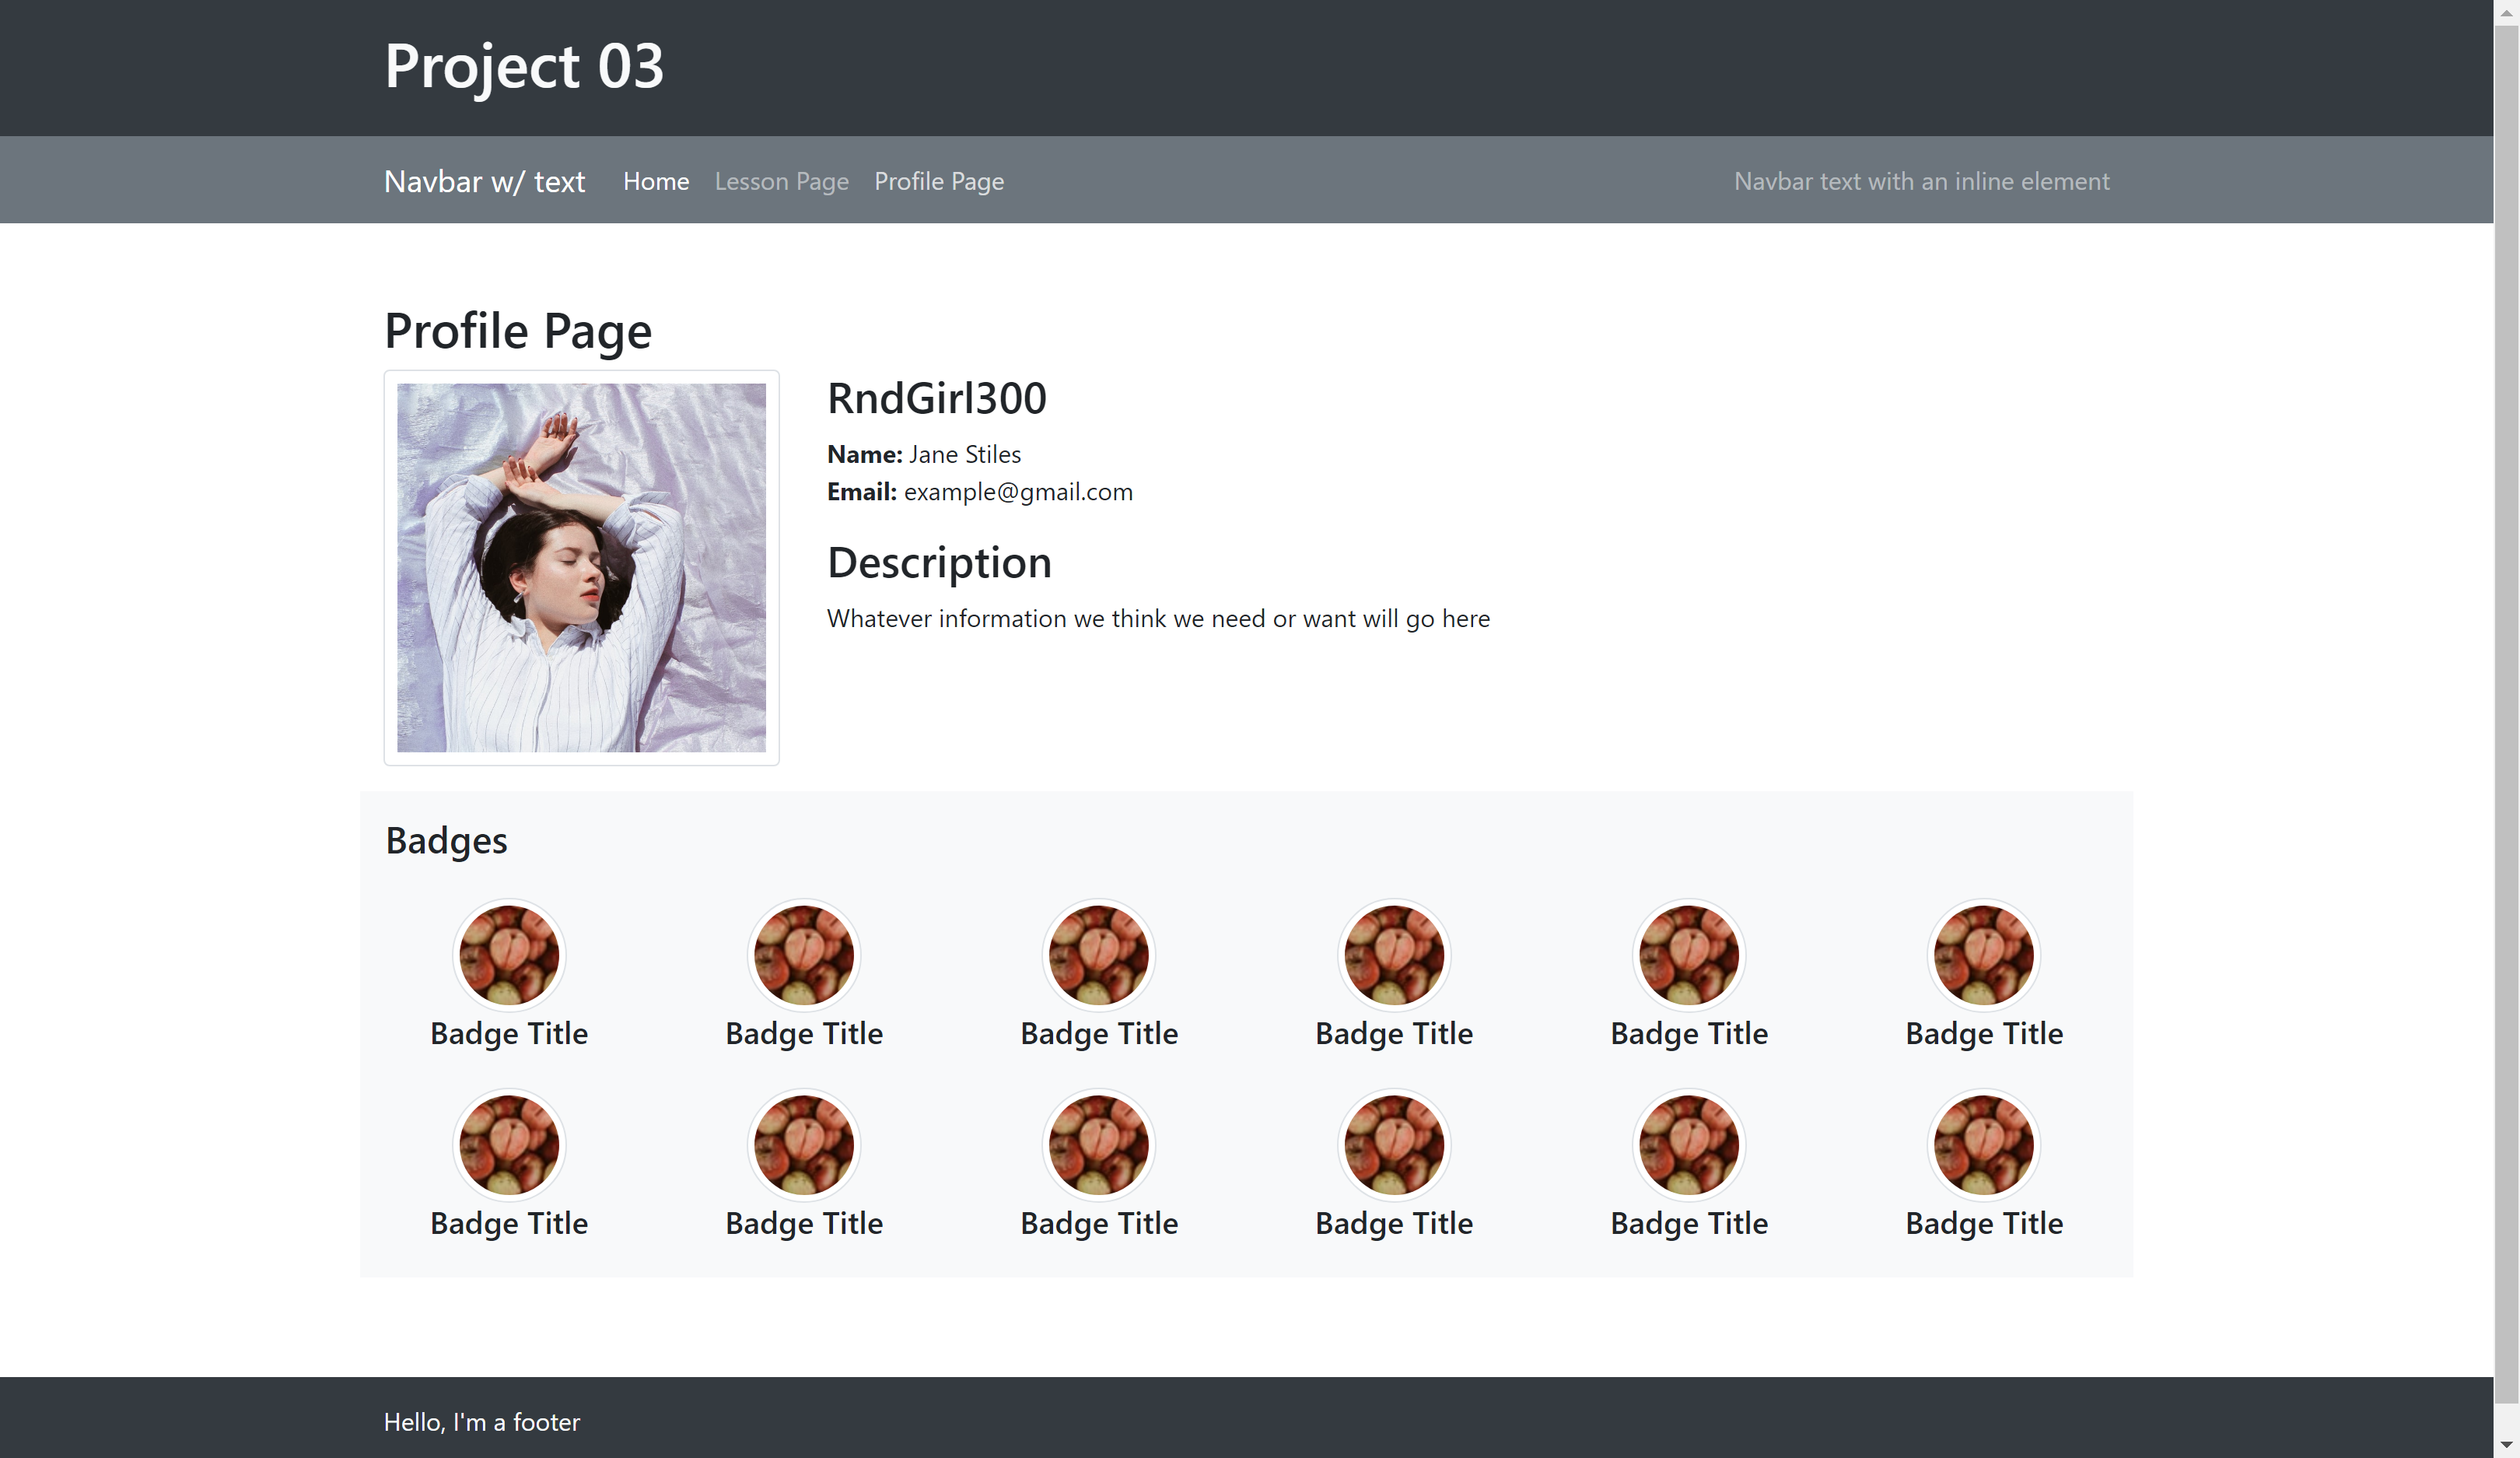 Project 03
Navbar w/ text Home Lesson Page Profile Page Navbar text with an inline element
Profile Page
RndGirl300
Name: Jane Stiles
Email: example@gmail.com
Description
Whatever information we think we need or want will go here
Badges
Badge Title Badge Title Badge Title Badge Title Badge Title Badge Title
Badge Title Badge Title Badge Title Badge Title Badge Title Badge Title
Hello, I'm a footer